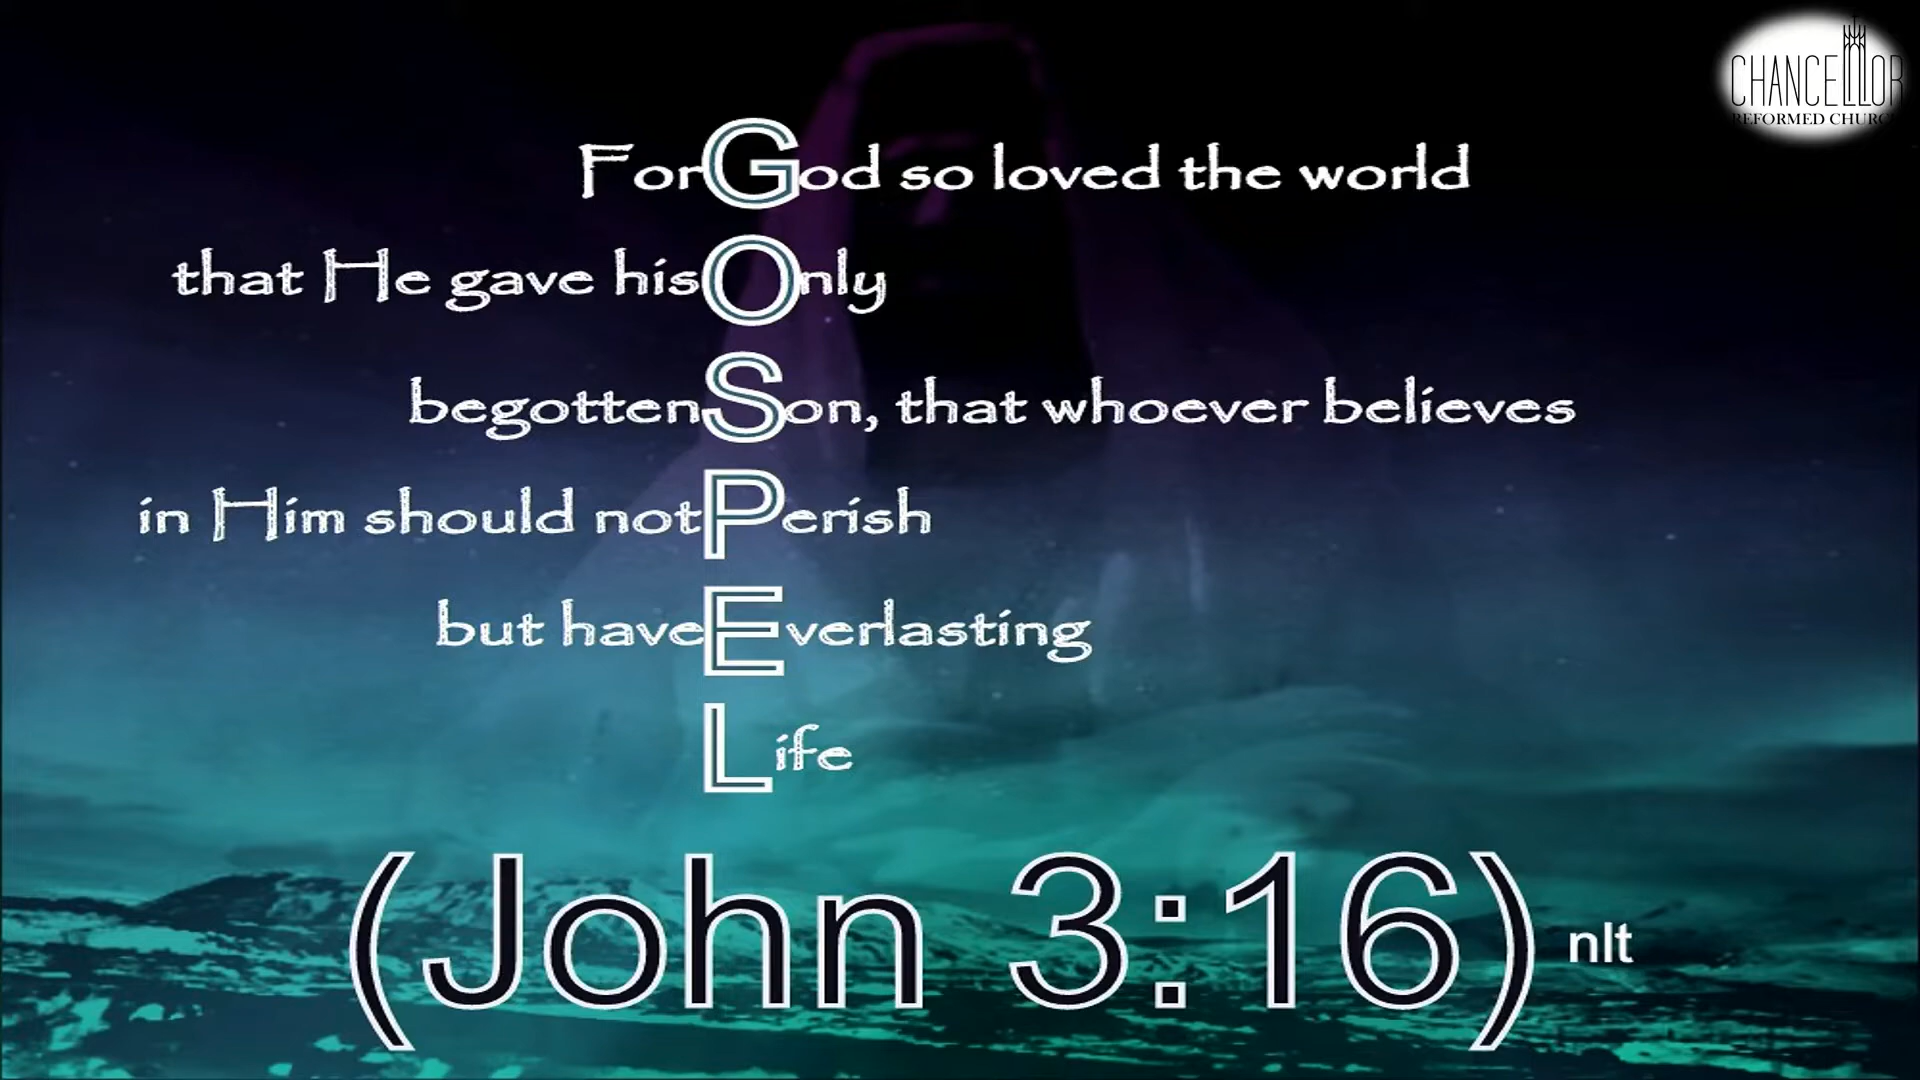 CHANCELLOR
REFORMED CHURC
For God so loved the world
that He gave his Only
begotten Son, that whoever believes
in Him should not Perish
but have Everlasting
Life
(John 3:16) nlt